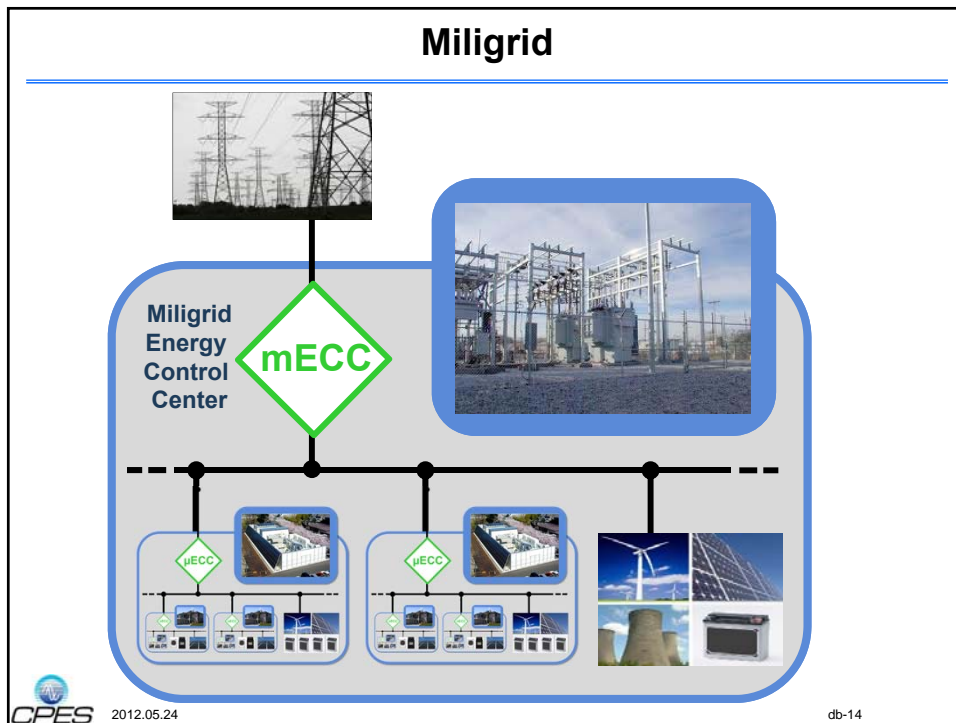 Miligrid
Miligrid
Energy
Control
Center
mECC
µECC
µECC
CPES
2012.05.24
db-14